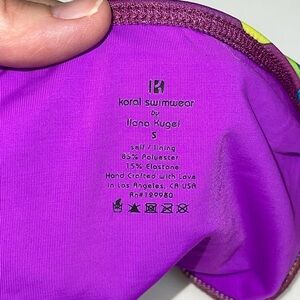 K
koral swimwear
by
Ilana Kugel
S
self / lining
85% Polyester
15% Elastane
Hand Crafted with Love
in Los Angeles, CA USA
Rn#129980